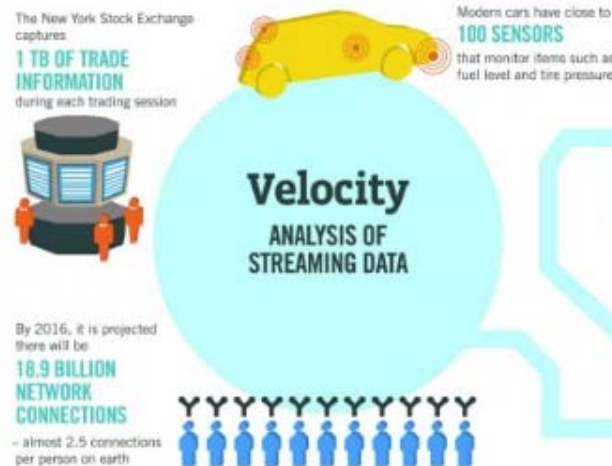 The New York Stock Exchange
captures
1 TB OF TRADE
INFORMATION
during each trading session
Modern cars have close to
100 SENSORS
that monitor items such as
fuel level and tire pressure
Velocity
ANALYSIS OF
STREAMING DATA
By 2016, it is projected
there will be
18.9 BILLION
NETWORK
CONNECTIONS
– almost 2.5 connections
per person on earth